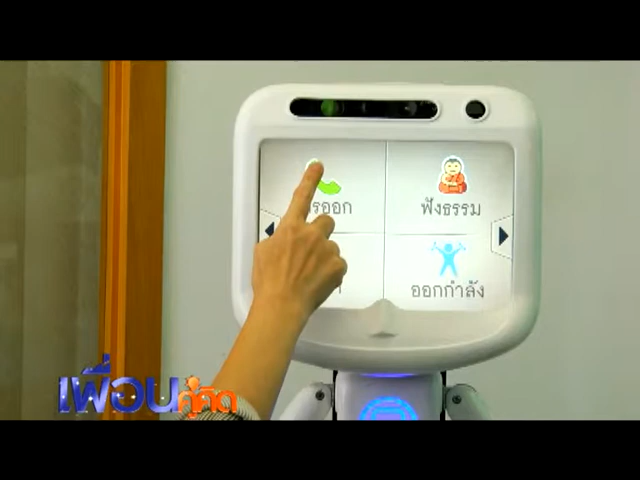 รออก
ฟังธรรม
ออกกำลัง
เพื่อน
คู่คิด